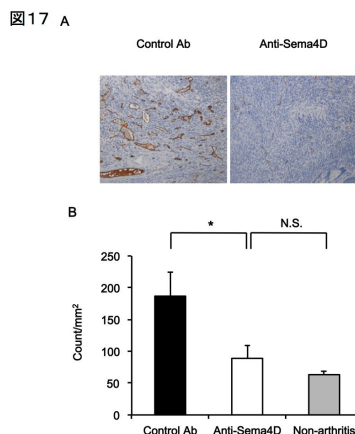 図17 A
Control Ab Anti-Sema4D
B
* N.S.
250
200
150
100
50
0
Count/mm²
Control Ab Anti-Sema4D Non-arthritis